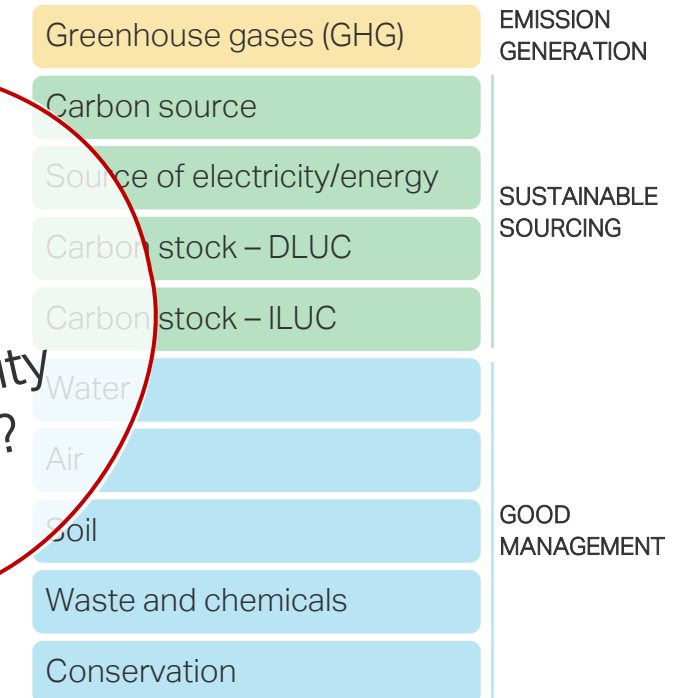 Greenhouse gases (GHG)
EMISSION
GENERATION
Carbon source
Source of electricity/energy
Carbon stock – DLUC
Carbon stock – ILUC
SUSTAINABLE
SOURCING
ity
?
Water
Air
Soil
Waste and chemicals
Conservation
GOOD
MANAGEMENT